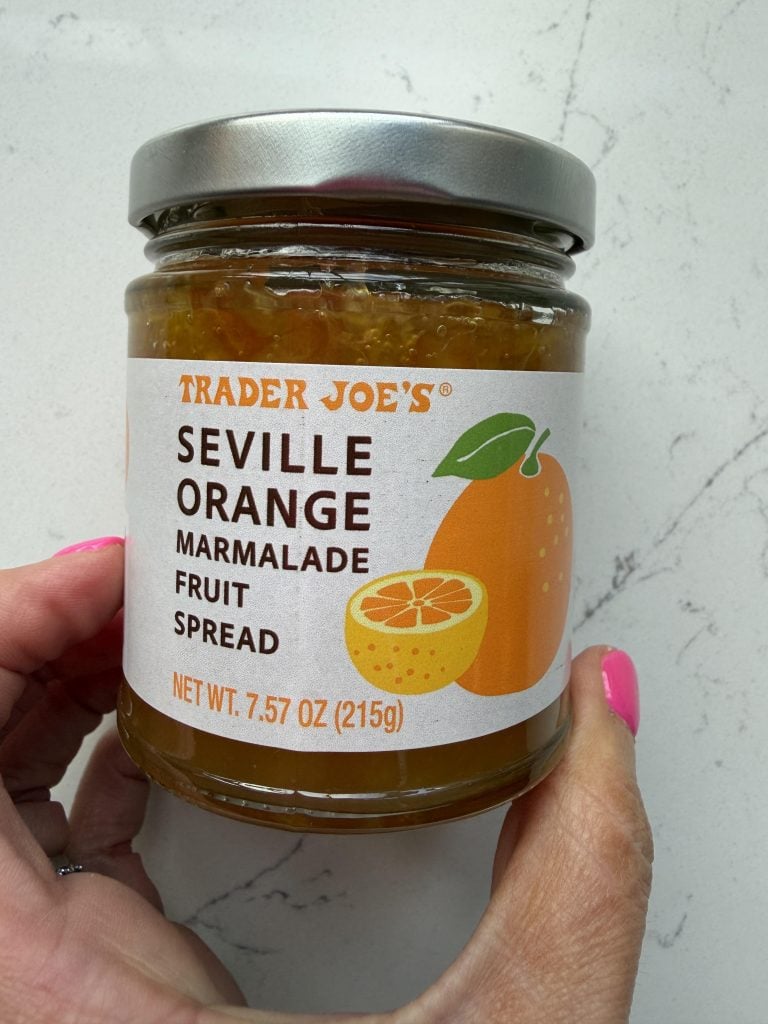 TRADER JOE'S®
SEVILLE
ORANGE
MARMALADE
FRUIT
SPREAD
NET WT. 7.57 OZ (215g)